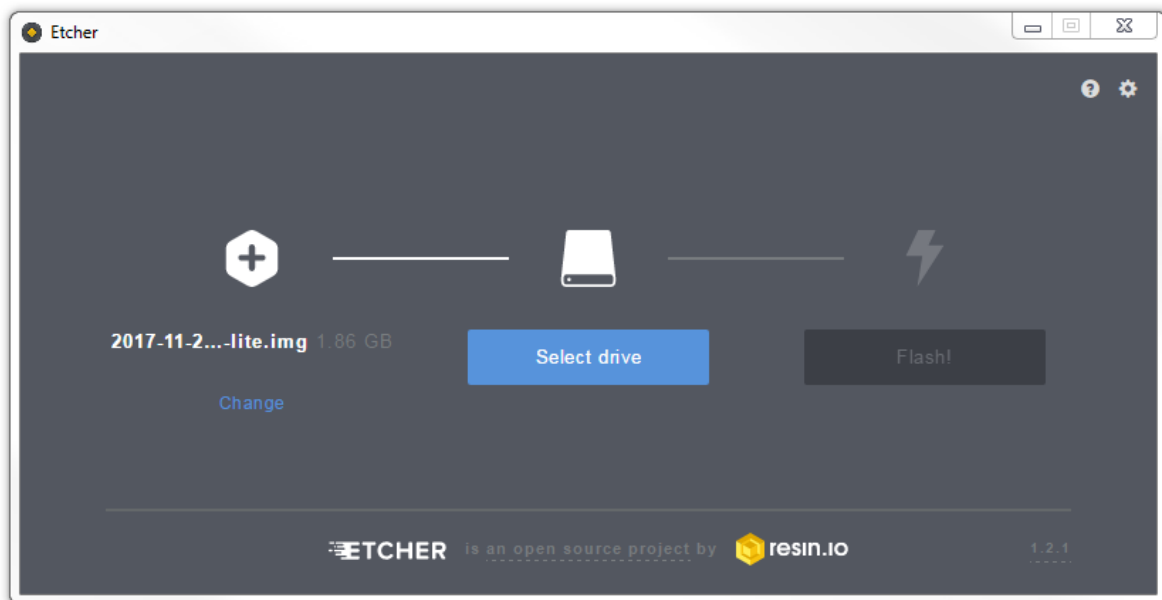 Etcher
2017-11-2...-lite.img 1.86 GB
Select drive
Flash!
Change
ETCHER is an open source project by resin.io 1.2.1